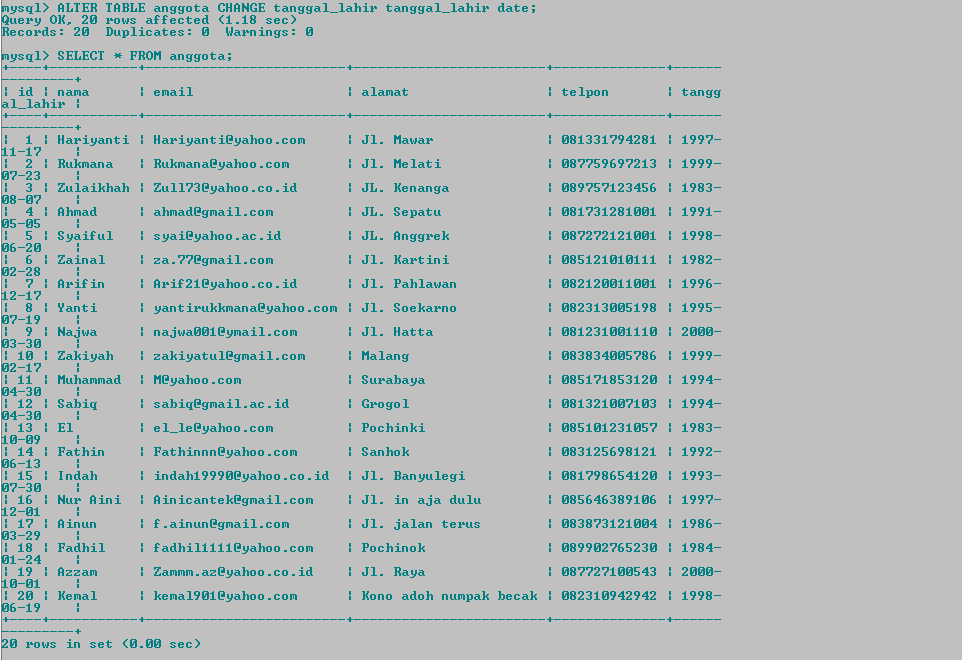 mysql> ALTER TABLE anggota CHANGE tanggal_lahir tanggal_lahir date;
Query OK, 20 rows affected (1.18 sec)
Records: 20  Duplicates: 0  Warnings: 0
mysql> SELECT * FROM anggota;
+----+-----------+------------------------+------------------------+--------------+------
---------+
| id | nama      | email                  | alamat                 | telpon       | tangg
al_lahir |
+----+-----------+------------------------+------------------------+--------------+------
---------+
|  1 | Hariyanti | Hariyanti@yahoo.com    | Jl. Mawar              | 081331794281 | 1997-
11-17    |
|  2 | Rukmana   | Rukmana@yahoo.com      | Jl. Melati             | 087759697213 | 1999-
07-23    |
|  3 | Zulaikhah | Zull73@yahoo.co.id     | JL. Kenanga            | 089757123456 | 1983-
08-07    |
|  4 | Ahmad     | ahmad@gmail.com        | JL. Sepatu             | 081731281001 | 1991-
05-05    |
|  5 | Syaiful   | syai@yahoo.ac.id       | JL. Anggrek            | 087272121001 | 1998-
06-20    |
|  6 | Zainal    | za.77@gmail.com        | Jl. Kartini            | 085121010111 | 1982-
02-28    |
|  7 | Arifin    | Arif21@yahoo.co.id     | Jl. Pahlawan           | 082120011001 | 1996-
12-17    |
|  8 | Yanti     | yantirukkmana@yahoo.com | Jl. Soekarno           | 082313005198 | 1995-
07-19    |
|  9 | Najwa     | najwa001@ymail.com     | Jl. Hatta              | 081231001110 | 2000-
03-30    |
| 10 | Zakiyah   | zakiyatul@gmail.com    | Malang                 | 083834005786 | 1999-
02-17    |
| 11 | Muhammad  | M@yahoo.com            | Surabaya               | 085171853120 | 1994-
04-30    |
| 12 | Sabiq     | sabiq@gmail.ac.id      | Grogol                 | 081321007103 | 1994-
04-30    |
| 13 | El        | el_le@yahoo.com        | Pochinki               | 085101231057 | 1983-
10-09    |
| 14 | Fathin    | Fathinnn@yahoo.com     | Sanhok                 | 083125698121 | 1992-
06-13    |
| 15 | Indah     | indah19990@yahoo.co.id | Jl. Banyulegi          | 081798654120 | 1993-
07-30    |
| 16 | Nur Aini  | Ainicantek@gmail.com   | Jl. in aja dulu        | 085646389106 | 1997-
12-01    |
| 17 | Ainun     | f.ainun@gmail.com      | Jl. jalan terus        | 083873121004 | 1986-
03-29    |
| 18 | Fadhil    | fadhil1111@yahoo.com   | Pochinok               | 089902765230 | 1984-
01-24    |
| 19 | Azzam     | Zammm.az@yahoo.co.id   | Jl. Raya               | 087727100543 | 2000-
10-01    |
| 20 | Kemal     | kemal901@yahoo.com     | Kono adoh numpak becak | 082310942942 | 1998-
06-19    |
+----+-----------+------------------------+------------------------+--------------+------
---------+
20 rows in set (0.00 sec)